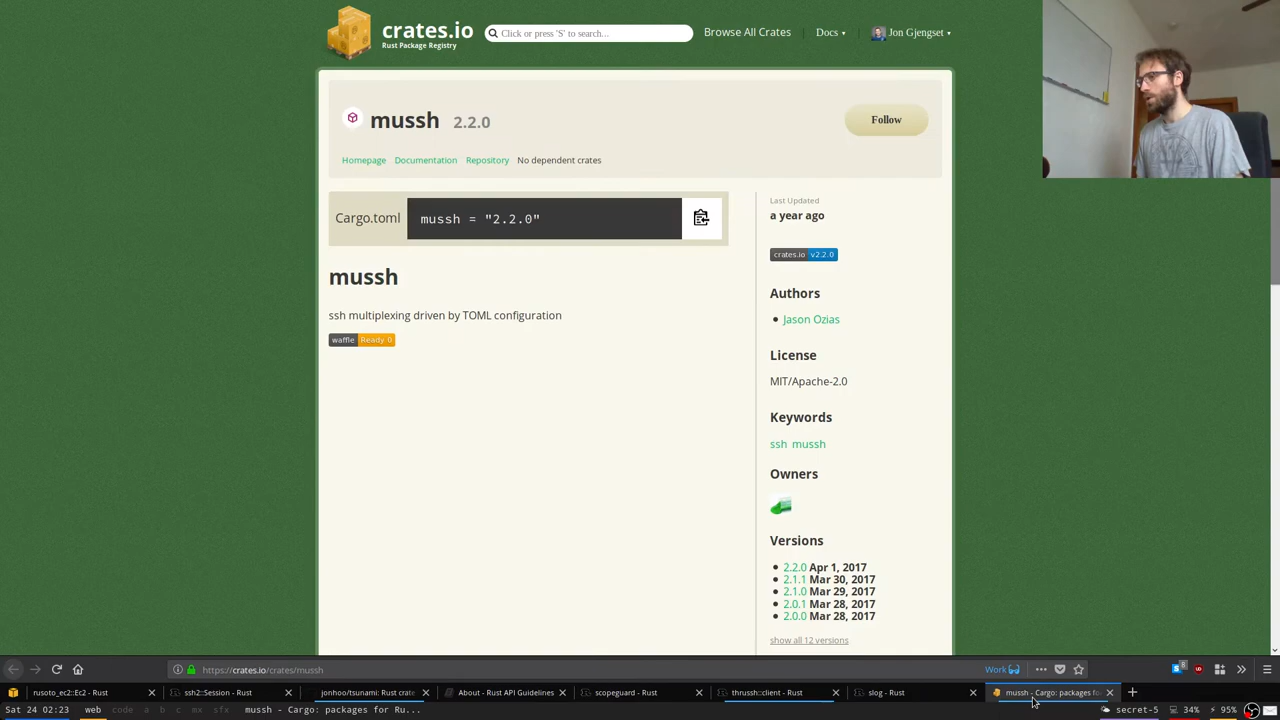 crates.io
Rust Package Registry
Click or press 'S' to search...
Browse All Crates
Docs ▾
Jon Gjengset ▾
mussh 2.2.0
Follow
Homepage Documentation Repository No dependent crates
Cargo.toml
mussh = "2.2.0"
mussh
ssh multiplexing driven by TOML configuration
waffle Ready 0
Last Updated
a year ago
crates.io v2.2.0
Authors
Jason Ozias
License
MIT/Apache-2.0
Keywords
ssh mussh
Owners
Versions
2.2.0 Apr 1, 2017
2.1.1 Mar 30, 2017
2.1.0 Mar 29, 2017
2.0.1 Mar 28, 2017
2.0.0 Mar 28, 2017
show all 12 versions
https://crates.io/crates/mussh
Work
rusoto_ec2::Ec2 - Rust
ssh2::Session - Rust
jonhoo/tsunami: Rust crate
About - Rust API Guidelines
scopeguard - Rust
thrussh::client - Rust
slog - Rust
mussh - Cargo: packages fo
Sat 24 02:23 web code a b c mx sfx mussh - Cargo: packages for Ru...
secret-5 34% 95%